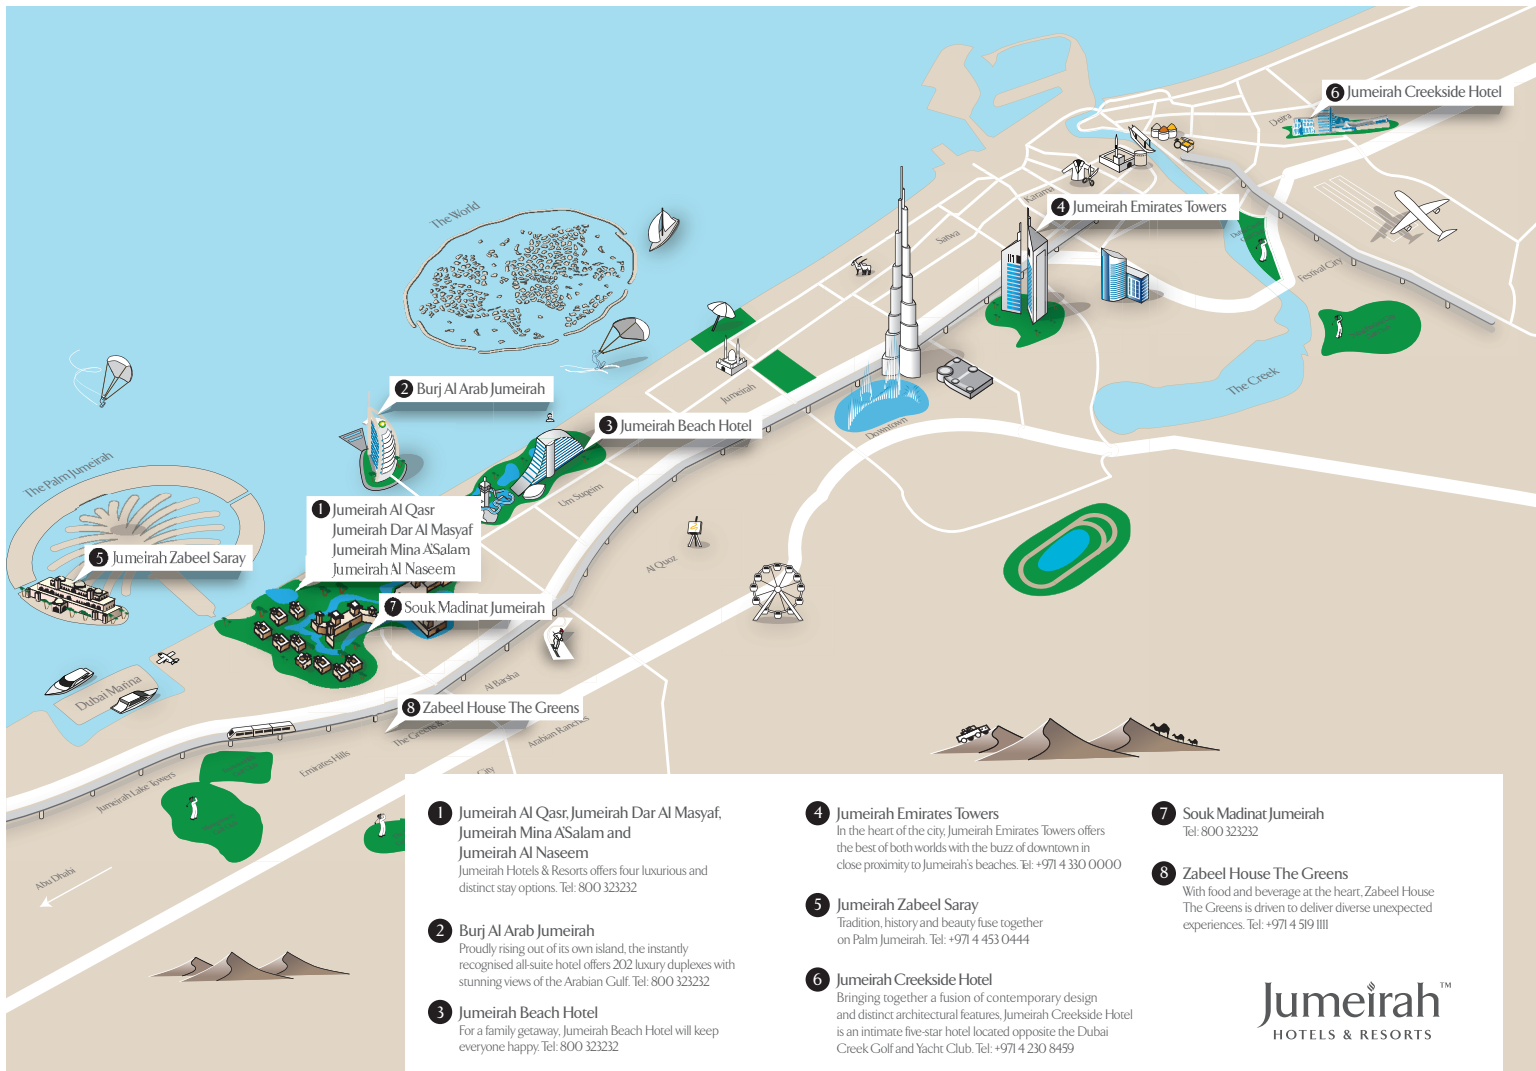 6 Jumeirah Creekside Hotel
Deira
Karama
4 Jumeirah Emirates Towers
The World
Satwa
Festival City
The Creek
2 Burj Al Arab Jumeirah
Jumeirah
3 Jumeirah Beach Hotel
Downtown
The Palm Jumeirah
Um Suqeim
1 Jumeirah Al Qasr
Jumeirah Dar Al Masyaf
Jumeirah Mina A'Salam
Jumeirah Al Naseem
5 Jumeirah Zabeel Saray
Al Quoz
7 Souk Madinat Jumeirah
Dubai Marina
Al Barsha
8 Zabeel House The Greens
The Greens &
Arabian Ranches
Emirates Hills
City
Jumeirah Lake Towers
Abu Dhabi
1 Jumeirah Al Qasr, Jumeirah Dar Al Masyaf,
Jumeirah Mina A'Salam and
Jumeirah Al Naseem
Jumeirah Hotels & Resorts offers four luxurious and
distinct stay options. Tel: 800 323232
2 Burj Al Arab Jumeirah
Proudly rising out of its own island, the instantly
recognised all-suite hotel offers 202 luxury duplexes with
stunning views of the Arabian Gulf. Tel: 800 323232
3 Jumeirah Beach Hotel
For a family getaway, Jumeirah Beach Hotel will keep
everyone happy. Tel: 800 323232
4 Jumeirah Emirates Towers
In the heart of the city, Jumeirah Emirates Towers offers
the best of both worlds with the buzz of downtown in
close proximity to Jumeirah's beaches. Tel: +971 4 330 0000
5 Jumeirah Zabeel Saray
Tradition, history and beauty fuse together
on Palm Jumeirah. Tel: +971 4 453 0444
6 Jumeirah Creekside Hotel
Bringing together a fusion of contemporary design
and distinct architectural features, Jumeirah Creekside Hotel
is an intimate five-star hotel located opposite the Dubai
Creek Golf and Yacht Club. Tel: +971 4 230 8459
7 Souk Madinat Jumeirah
Tel: 800 323232
8 Zabeel House The Greens
With food and beverage at the heart, Zabeel House
The Greens is driven to deliver diverse unexpected
experiences. Tel: +971 4 519 1111
Jumeirah™
HOTELS & RESORTS